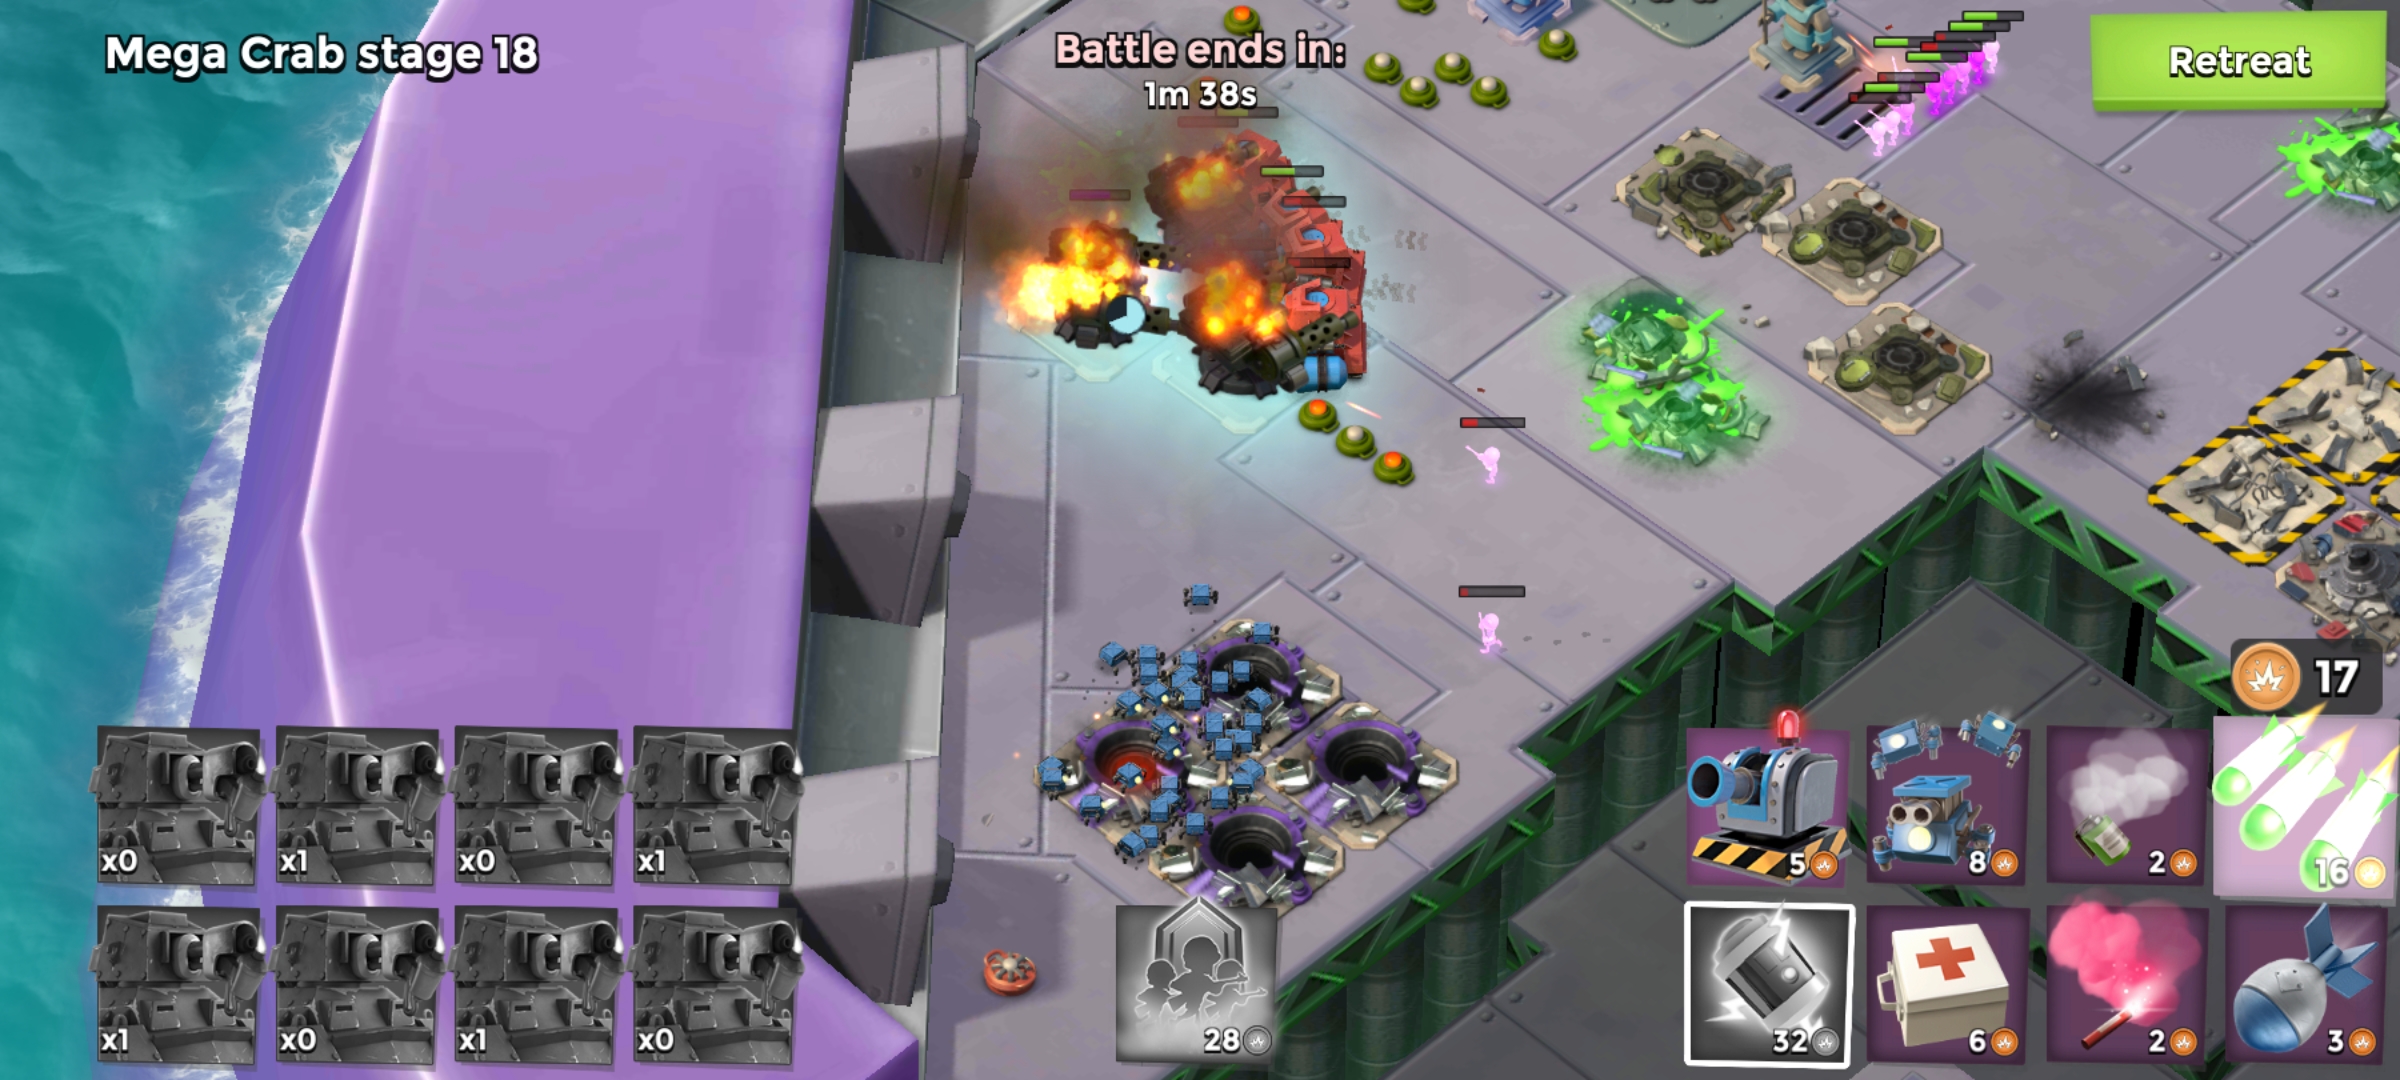 Mega Crab stage 18
Battle ends in:
1m 38s
Retreat
17
x0
x1
x0
x1
5
8
2
16
x1
x0
x1
x0
28
32
6
2
3